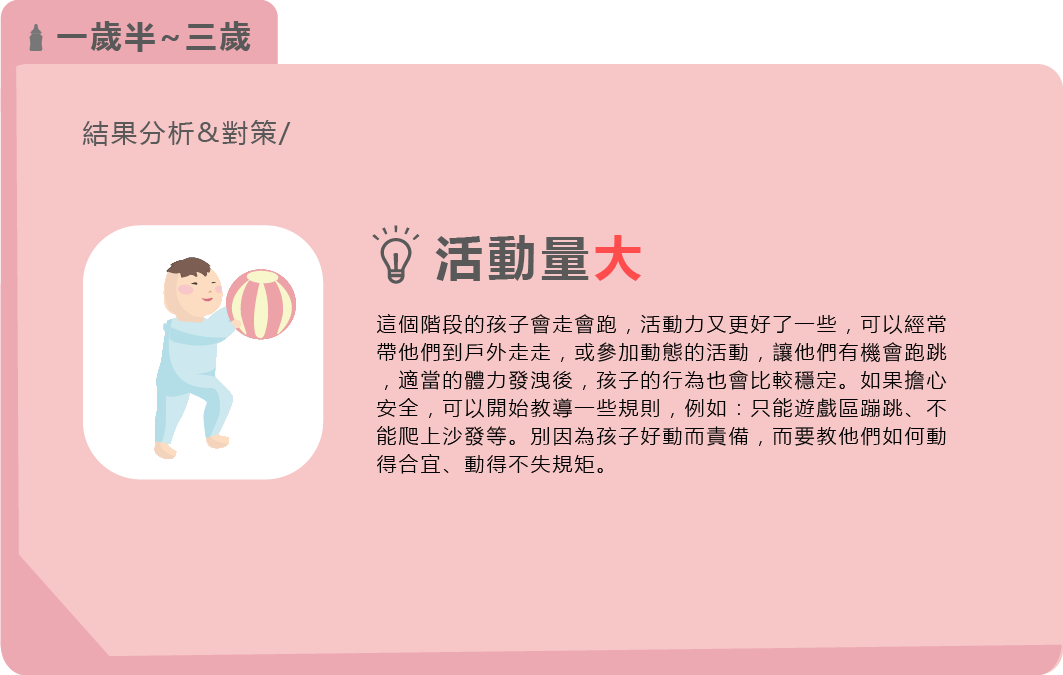 一歲半~三歲
結果分析&對策/
活動量大
這個階段的孩子會走會跑，活動力又更好了一些，可以經常
帶他們到戶外走走，或參加動態的活動，讓他們有機會跑跳
，適當的體力發洩後，孩子的行為也會比較穩定。如果擔心
安全，可以開始教導一些規則，例如：只能遊戲區蹦跳、不
能爬上沙發等。別因為孩子好動而責備，而要教他們如何動
得合宜、動得不失規矩。